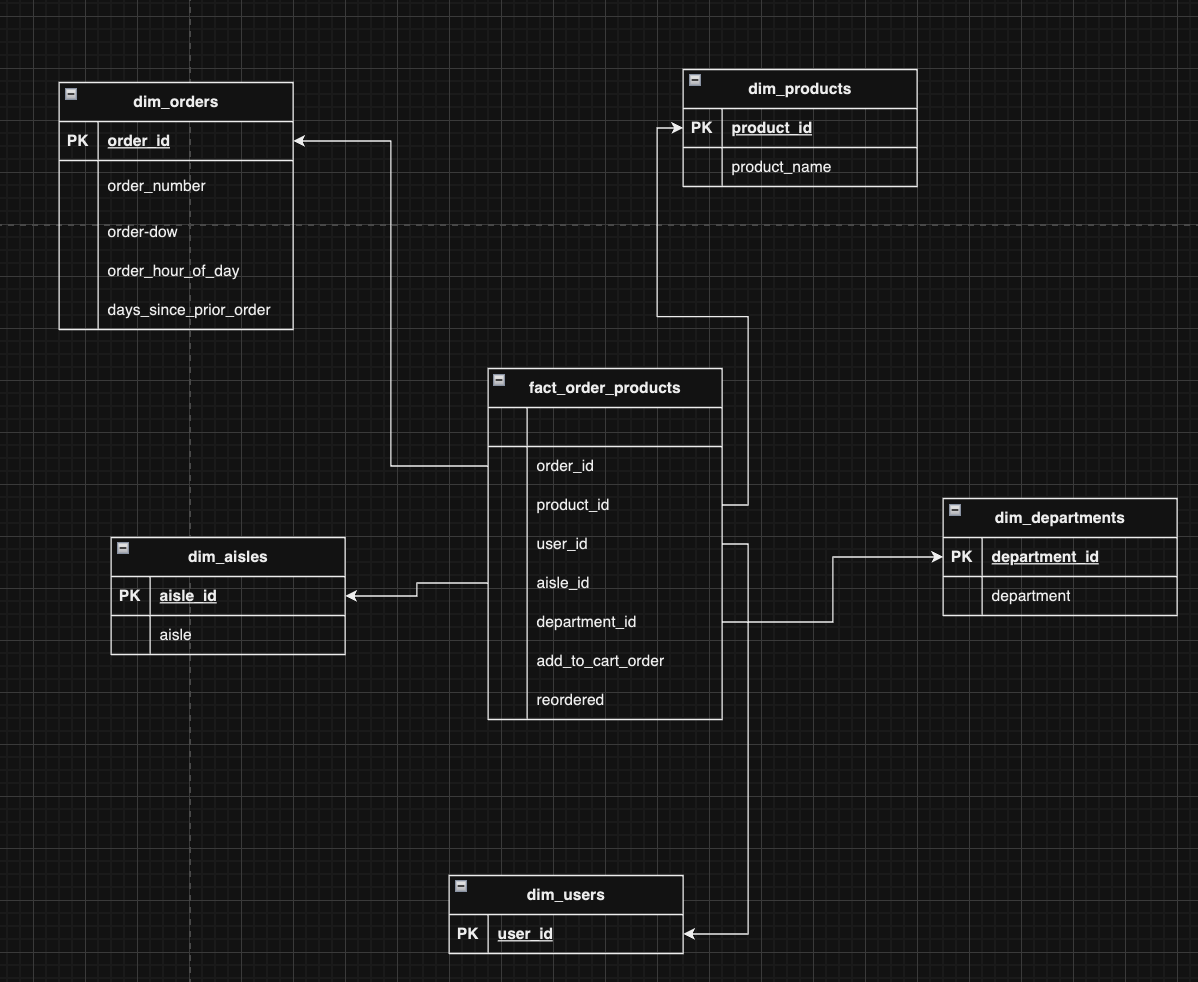 dim_orders
PK order_id
order_number
order-dow
order_hour_of_day
days_since_prior_order
dim_products
PK product_id
product_name
fact_order_products
order_id
product_id
user_id
aisle_id
department_id
add_to_cart_order
reordered
dim_aisles
PK aisle_id
aisle
dim_departments
PK department_id
department
dim_users
PK user_id